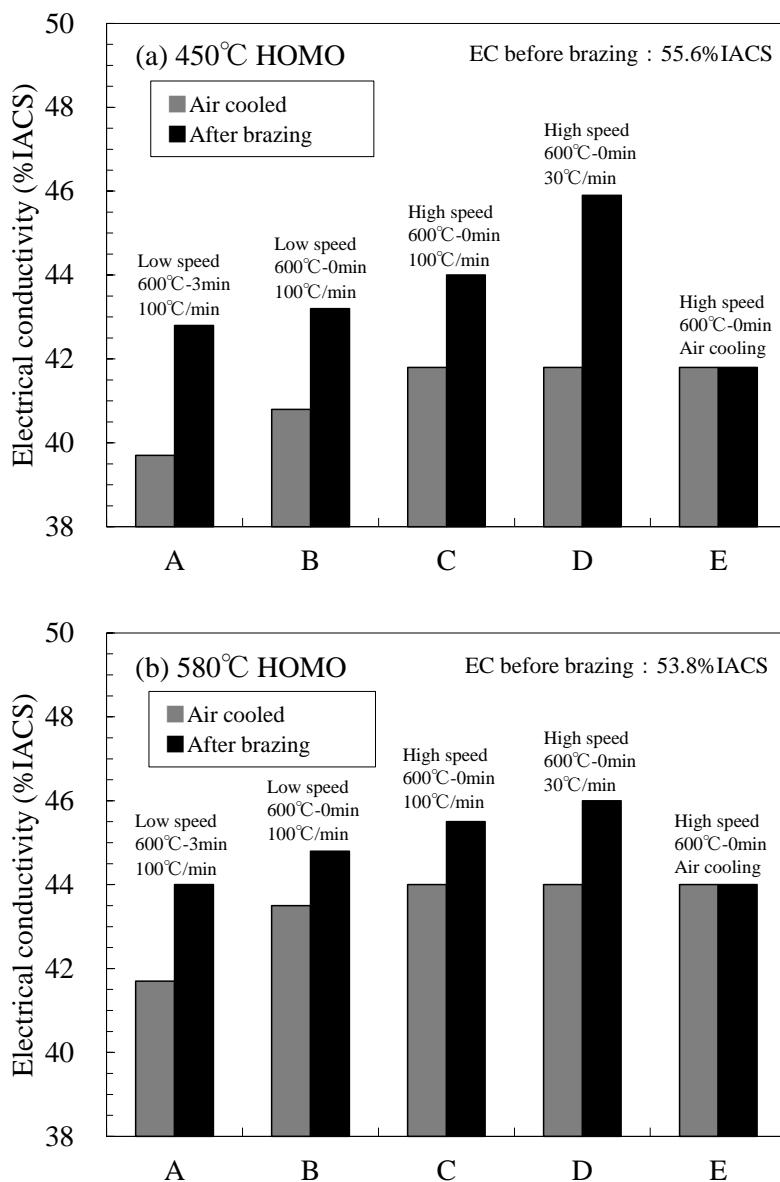 50
(a) 450℃ HOMO
EC before brazing : 55.6%IACS
Air cooled
After brazing
48
46
44
42
40
38
Electrical conductivity (%IACS)
Low speed
600℃-3min
100℃/min
Low speed
600℃-0min
100℃/min
High speed
600℃-0min
100℃/min
High speed
600℃-0min
30℃/min
High speed
600℃-0min
Air cooling
A
B
C
D
E
50
(b) 580℃ HOMO
EC before brazing : 53.8%IACS
Air cooled
After brazing
48
46
44
42
40
38
Electrical conductivity (%IACS)
Low speed
600℃-3min
100℃/min
Low speed
600℃-0min
100℃/min
High speed
600℃-0min
100℃/min
High speed
600℃-0min
30℃/min
High speed
600℃-0min
Air cooling
A
B
C
D
E